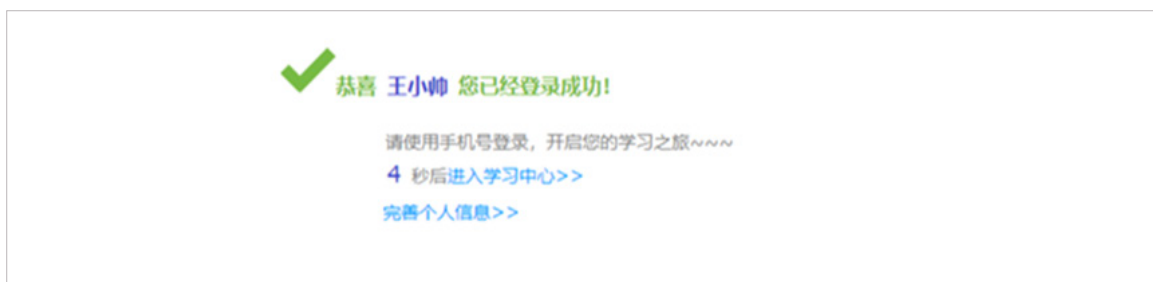 恭喜 王小帅 您已经登录成功!
请使用手机号登录，开启您的学习之旅~~~
4 秒后进入学习中心>>
完善个人信息>>